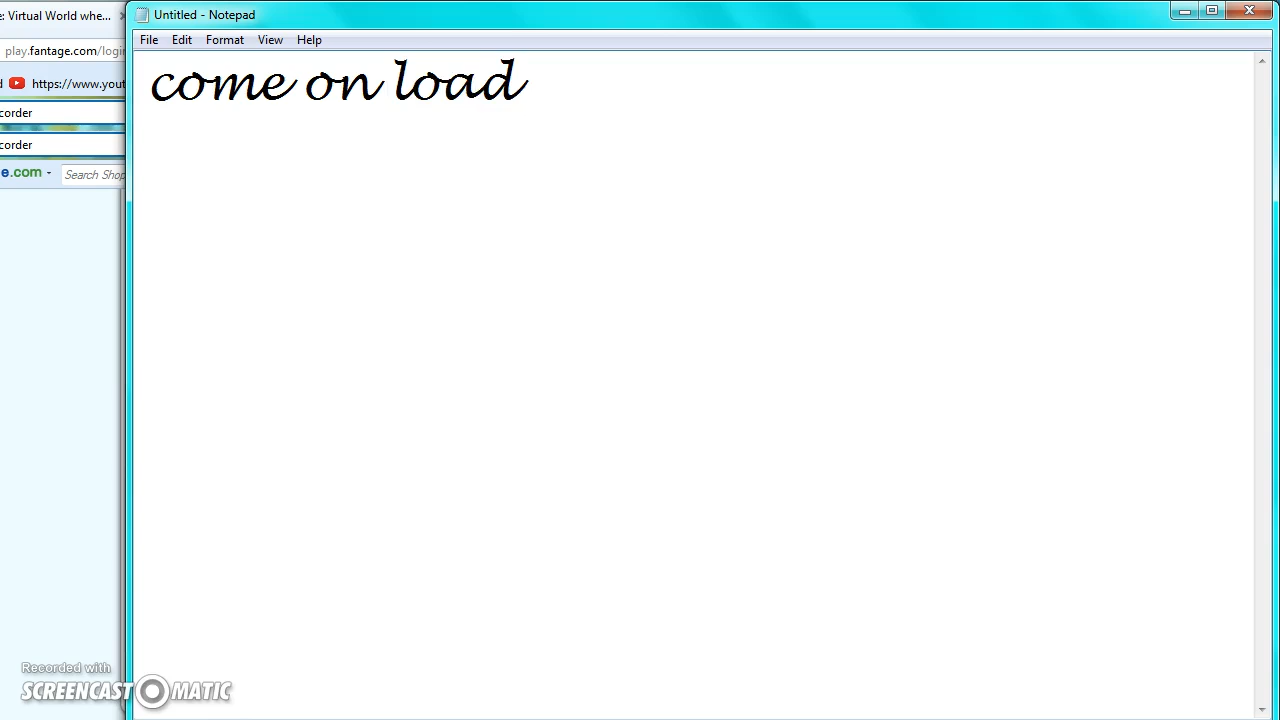 : Virtual World whe...
Untitled - Notepad
File Edit Format View Help
play.fantage.com/logi
https://www.yout
corder
corder
e.com
Search Shop
come on load
Recorded with
SCREENCAST MATIC